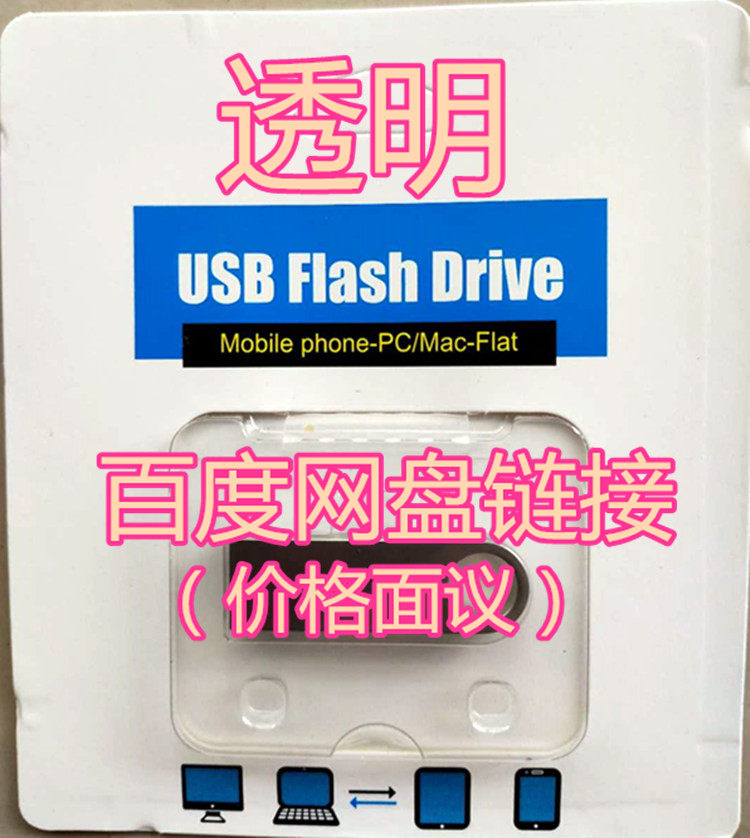 透明
USB Flash Drive
Mobile phone-PC/Mac-Flat
百度网盘链接
（价格面议）